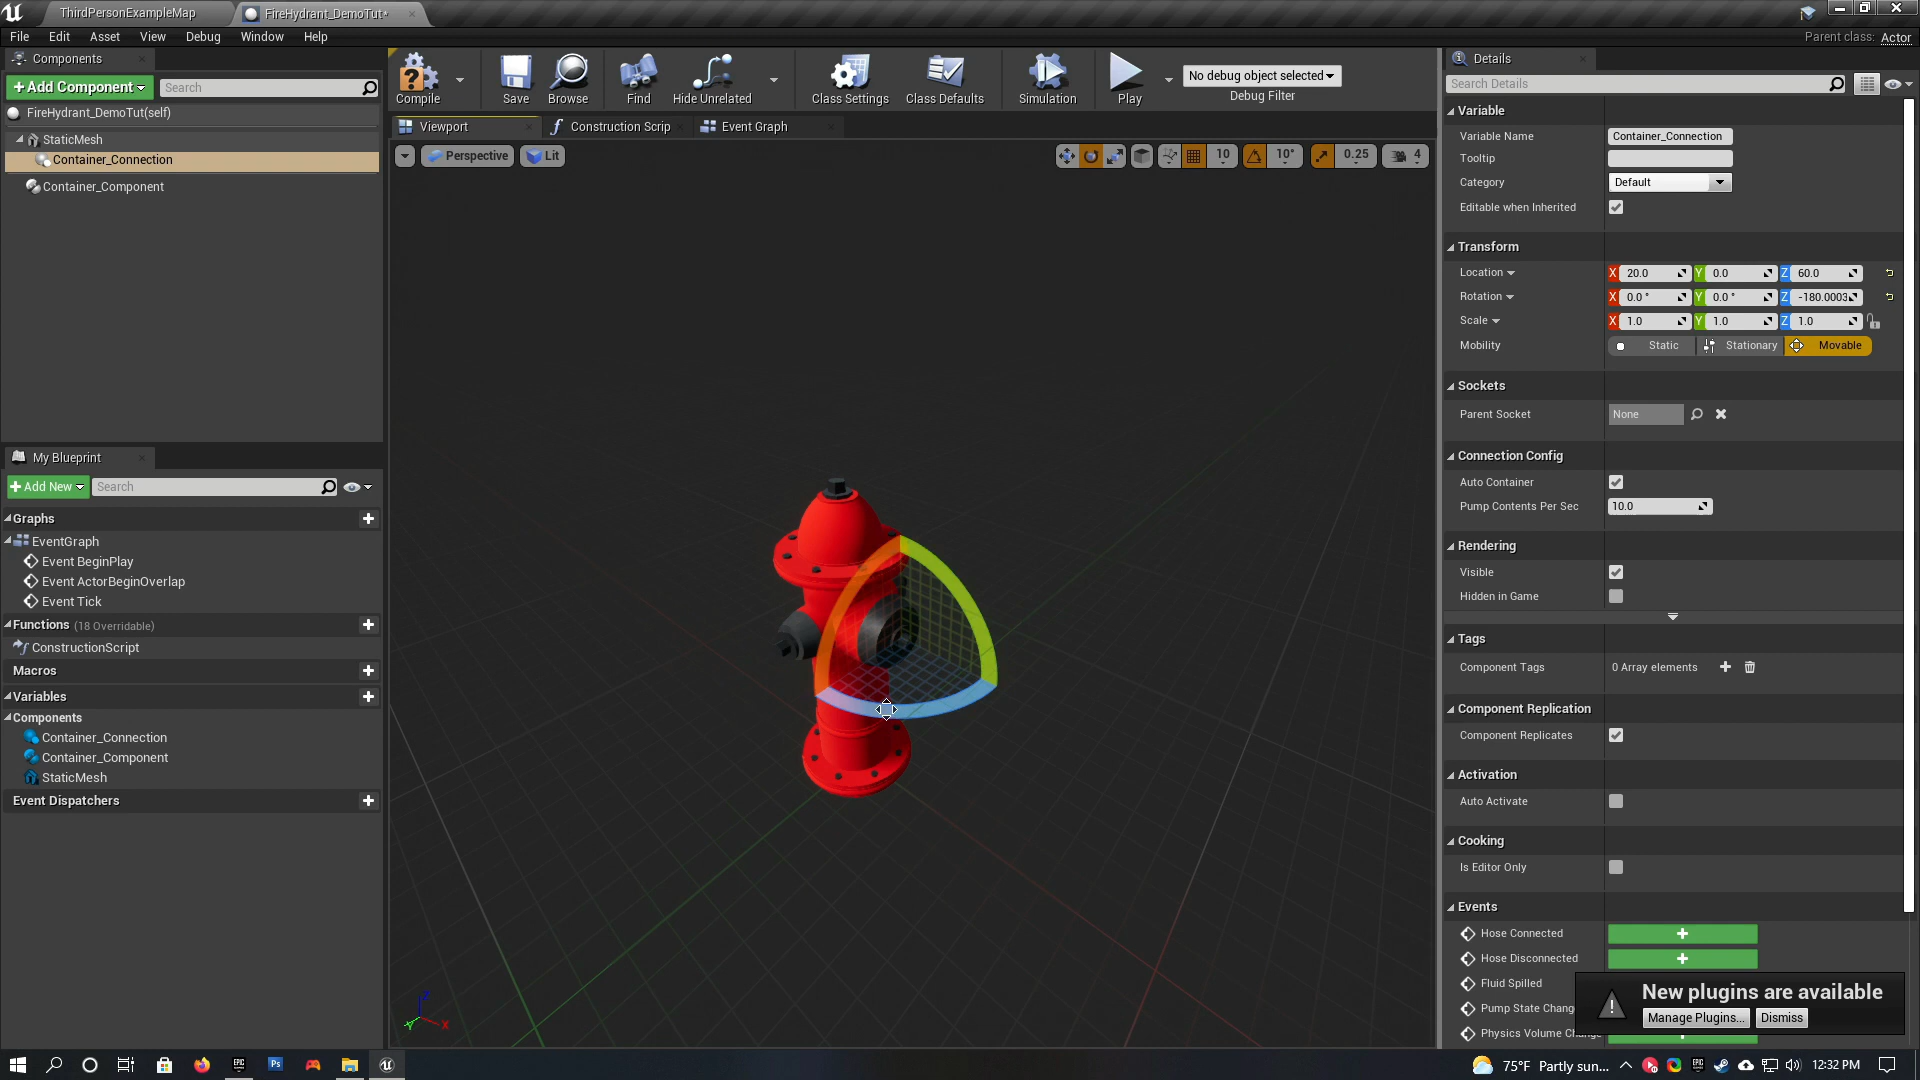 ThirdPersonExampleMap
FireHydrant_DemoTut*
File Edit Asset View Debug Window Help
Parent class: Actor
Components
+ Add Component
Search
FireHydrant_DemoTut(self)
StaticMesh
Container_Connection
Container_Component
Compile
Save
Browse
Find
Hide Unrelated
Class Settings
Class Defaults
Simulation
Play
No debug object selected
Debug Filter
Viewport
Construction Scrip
Event Graph
Perspective
Lit
10
10°
0.25
4
My Blueprint
+ Add New
Search
Graphs
EventGraph
Event BeginPlay
Event ActorBeginOverlap
Event Tick
Functions (18 Overridable)
ConstructionScript
Macros
Variables
Components
Container_Connection
Container_Component
StaticMesh
Event Dispatchers
Z
Y
X
Details
Search Details
Variable
Variable Name Container_Connection
Tooltip
Category Default
Editable when Inherited
Transform
Location X 20.0 Y 0.0 Z 60.0
Rotation X 0.0 ° Y 0.0 ° Z -180.0003
Scale X 1.0 Y 1.0 Z 1.0
Mobility Static Stationary Movable
Sockets
Parent Socket None
Connection Config
Auto Container
Pump Contents Per Sec 10.0
Rendering
Visible
Hidden in Game
Tags
Component Tags 0 Array elements
Component Replication
Component Replicates
Activation
Auto Activate
Cooking
Is Editor Only
Events
Hose Connected
Hose Disconnected
Fluid Spilled
Pump State Chang
Physics Volume Ch
New plugins are available
Manage Plugins... Dismiss
EPIC
Ps
75°F Partly sun...
EPIC
12:32 PM